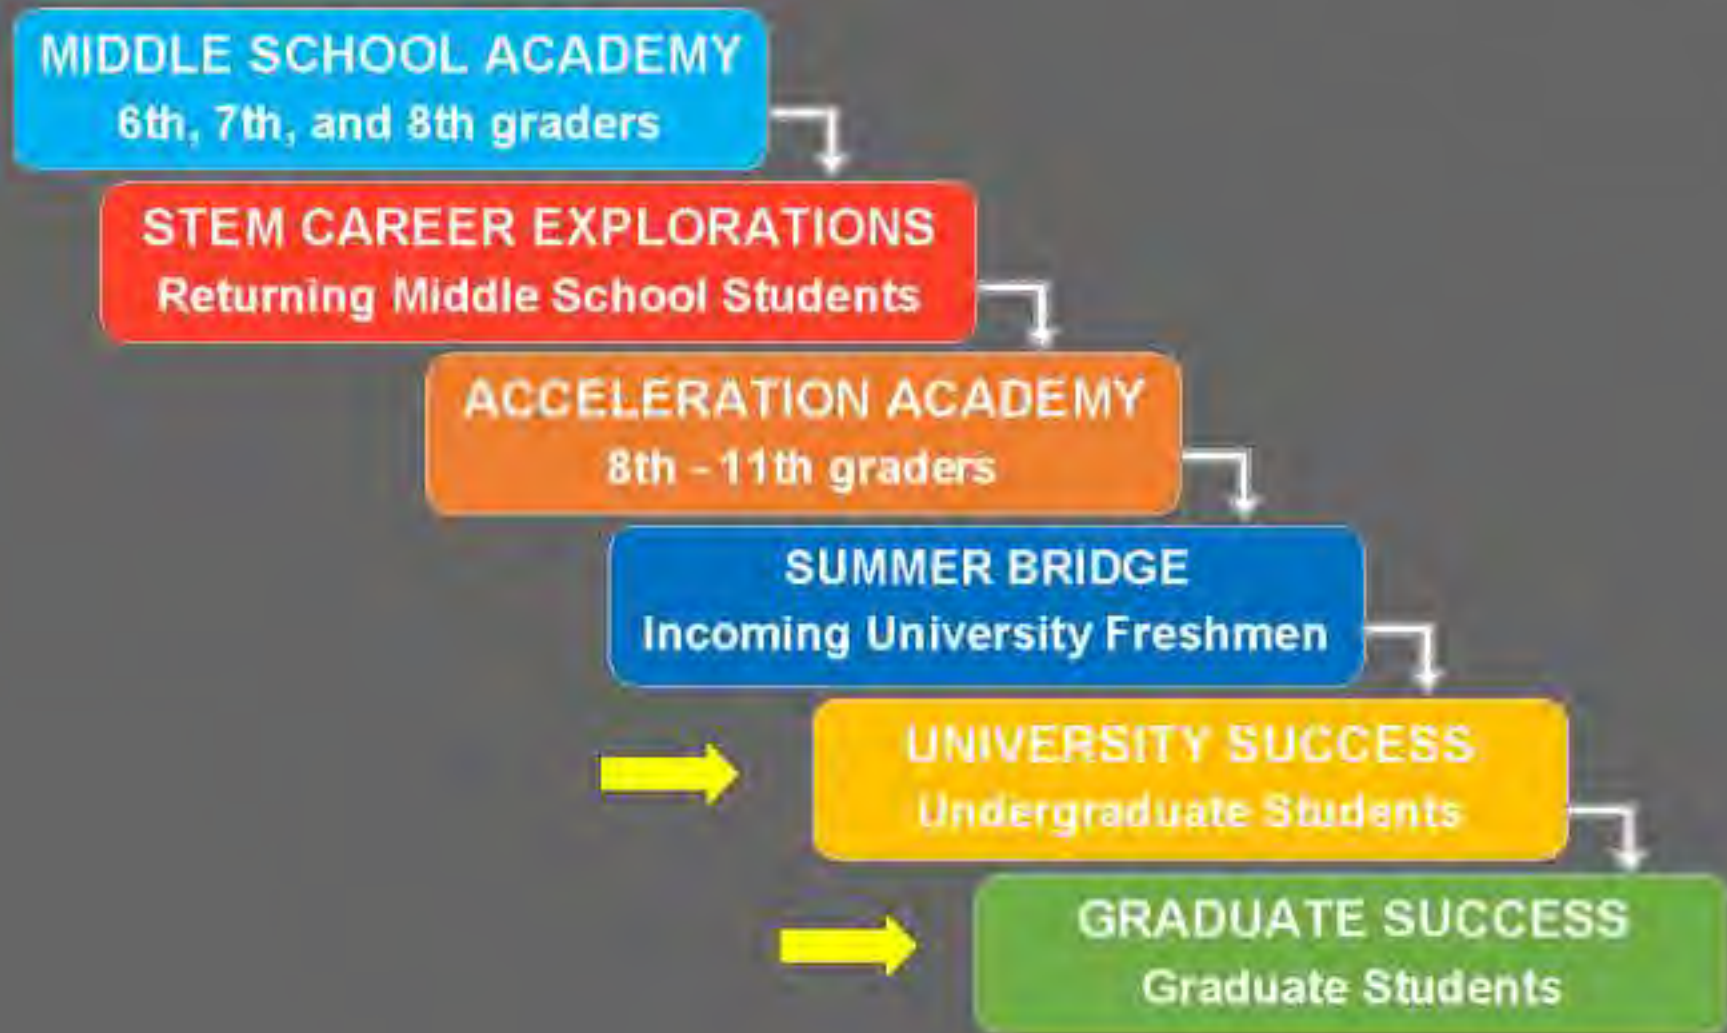 MIDDLE SCHOOL ACADEMY
6th, 7th, and 8th graders
STEM CAREER EXPLORATIONS
Returning Middle School Students
ACCELERATION ACADEMY
8th - 11th graders
SUMMER BRIDGE
Incoming University Freshmen
UNIVERSITY SUCCESS
Undergraduate Students
GRADUATE SUCCESS
Graduate Students